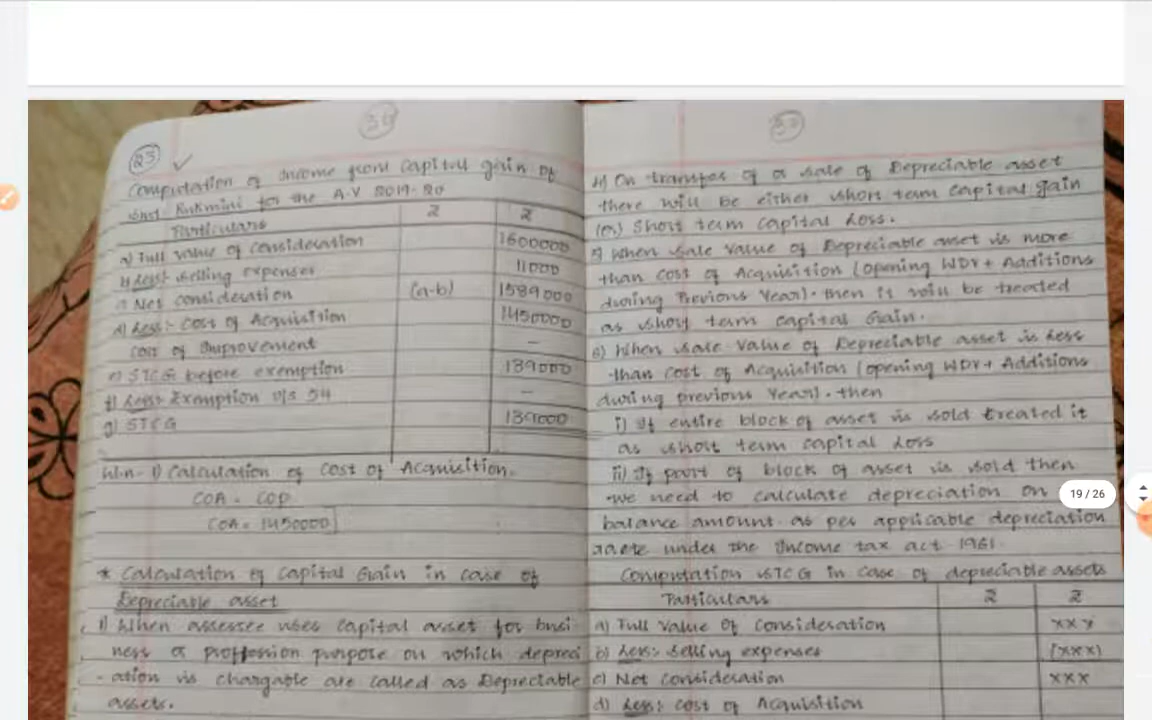 34
35
Q3
Computation of Income from Capital gain of
Smt Rukmini for the A.Y 2019-20
Particulars ₹ ₹
a) Full value of consideration 1600000
b) Less: Selling expenses 11000
c) Net consideration (a-b) 1589000
d) Less:- Cost of Acquisition 1450000
Cost of Improvement -
e) STCG before exemption 139000
f) Less: Exemption U/s 54 -
g) STCG 139000
W.n- 1) Calculation of Cost of Acquisition.
COA = COP
COA = 1450000
* Calculation of Capital Gain in case of
Depreciable asset
1) When assessee uses capital asset for busi-
ness or proffession purpose on which depreci
-ation is chargable are called as Depreciable
assets.
4) On transfer of a sale of Depreciable asset
there will be either short term capital gain
(or) Short term Capital Loss.
5) When sale value of Depreciable asset is more
than cost of Acquisition (opening WDV + Additions
during Previous Year). then it will be treated
as short term capital Gain.
6) When sale value of Depreciable asset is less
than cost of Acquisition (opening WDV + Additions
during previous Year). then
i) If entire block of asset is sold treated it
as short term capital Loss
ii) If part of block of asset is sold then
we need to calculate depreciation on
balance amount as per applicable depreciation
under the Income tax act 1961.
Computation STCG in case of depreciable assets
Particulars ₹ ₹
a) Full Value of Consideration xxx
b) Less: Selling expenses (xxx)
c) Net consideration xxx
d) Less: Cost of Acquisition
19 / 26